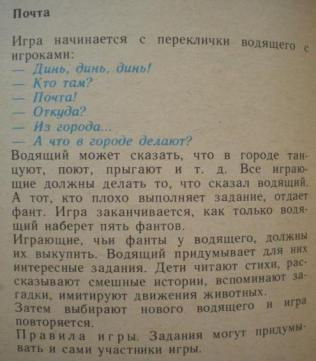 Почта
Игра начинается с переклички водящего с
игроками:
— Динь, динь, динь!
— Кто там?
— Почта!
— Откуда?
— Из города...
— А что в городе делают?
Водящий может сказать, что в городе тан-
цуют, поют, прыгают и т. д. Все играю-
щие должны делать то, что сказал водящий.
А тот, кто плохо выполняет задание, отдает
фант. Игра заканчивается, как только водя-
щий наберет пять фантов.
Играющие, чьи фанты у водящего, должны
их выкупить. Водящий придумывает для них
интересные задания. Дети читают стихи, рас-
сказывают смешные истории, вспоминают за-
гадки, имитируют движения животных.
Затем выбирают нового водящего и игра
повторяется.
Правила игры. Задания могут придумы-
вать и сами участники игры.